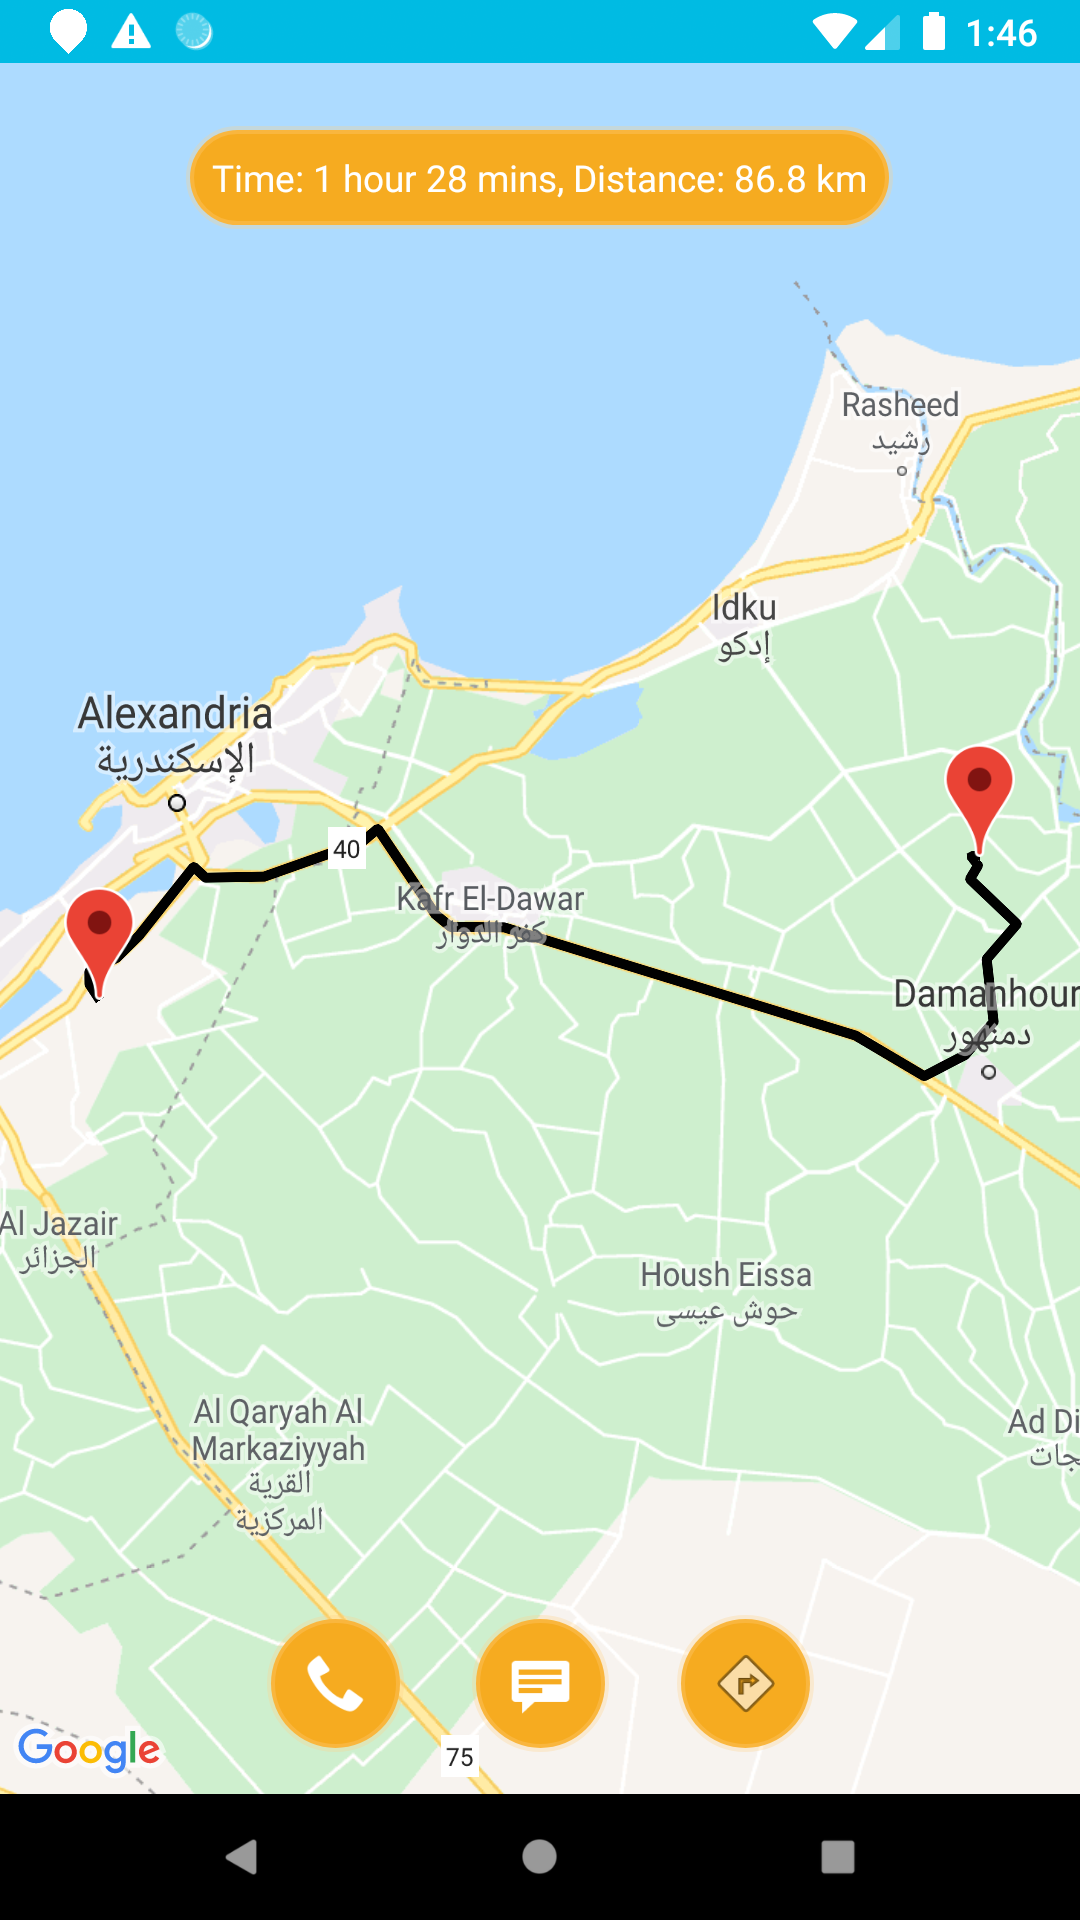 1:46
Time: 1 hour 28 mins, Distance: 86.8 km
Rasheed
رشيد
Idku
إدكو
Alexandria
الإسكندرية
40
Kafr El-Dawar
كفر الدوار
Damanhour
دمنهور
Al Jazair
الجزائر
Housh Eissa
حوش عيسى
Al Qaryah Al
Markaziyyah
القرية
المركزية
Ad Di
جات
Google
75